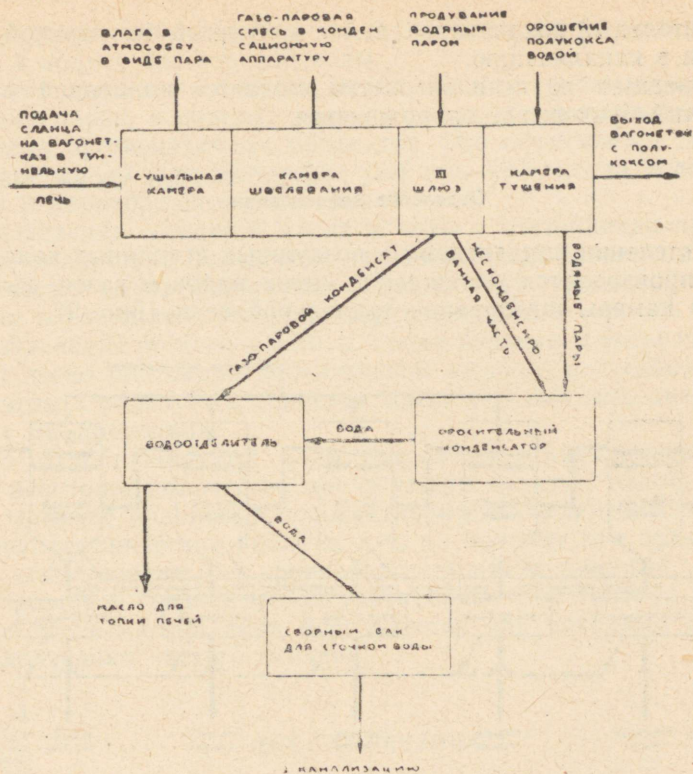 ВЛАГА В
АТМОСФЕРУ
В ВИДЕ ПАРА
ГАЗО-ПАРОВАЯ
СМЕСЬ В КОНДЕН
САЦИОННУЮ
АППАРАТУРУ
ПРОДУВАНИЕ
ВОДЯНЫМ
ПАРОМ
ОРОШЕНИЕ
ПОЛУКОКСА
ВОДОЙ
ПОДАЧА
СЛАНЦА
НА ВАГОНЕТ-
КАХ В ТУН-
НЕЛЬНУЮ
ПЕЧЬ
СУШИЛЬНАЯ
КАМЕРА
КАМЕРА
ШВЕЛЕВАНИЯ
III
ШЛЮЗ
КАМЕРА
ТУШЕНИЯ
ВЫХОД
ВАГОНЕТОК
С ПОЛУ-
КОКСОМ
ГАЗО-ПАРОВОЙ КОНДЕНСАТ
НЕСКОНДЕНСИРО
ВАННАЯ ЧАСТЬ
ВОДЯНЫЕ ПАРЫ
ВОДООТДЕЛИТЕЛЬ
ВОДА
ОРОСИТЕЛЬНЫЙ
КОНДЕНСАТОР
ВОДА
МАСЛО ДЛЯ
ТОПКИ ПЕЧЕЙ
СБОРНЫЙ БАК
ДЛЯ СТОЧНОЙ ВОДЫ
В КАНАЛИЗАЦИЮ